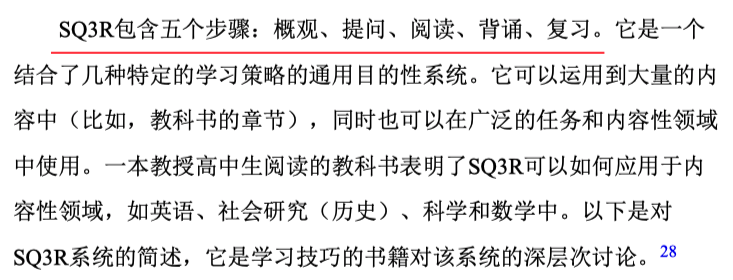 SQ3R包含五个步骤：概观、提问、阅读、背诵、复习。它是一个
结合了几种特定的学习策略的通用目的性系统。它可以运用到大量的内
容中（比如，教科书的章节），同时也可以在广泛的任务和内容性领域
中使用。一本教授高中生阅读的教科书表明了SQ3R可以如何应用于内
容性领域，如英语、社会研究（历史）、科学和数学中。以下是对
SQ3R系统的简述，它是学习技巧的书籍对该系统的深层次讨论。28